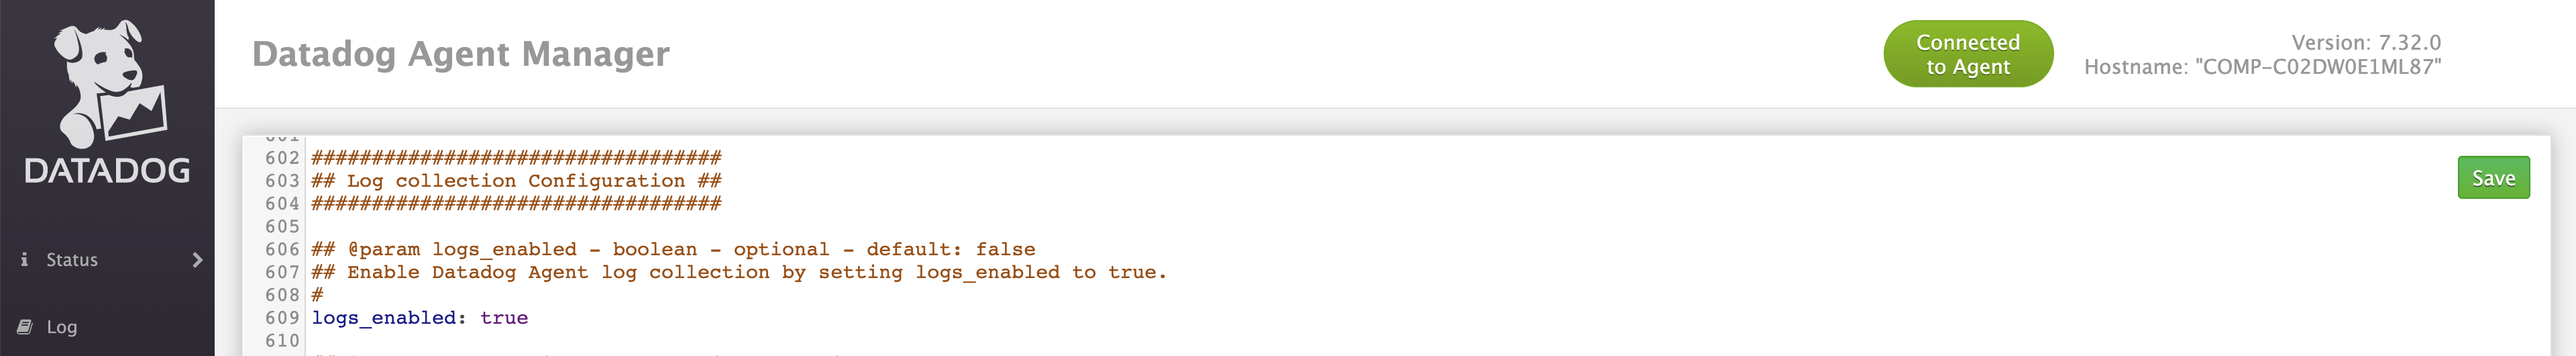 DATADOG
Status
Log
Datadog Agent Manager
Connected
to Agent
Version: 7.32.0
Hostname: "COMP-C02DW0E1ML87"
601
602 ##################################
603 ## Log collection Configuration ##
604 ##################################
605
606 ## @param logs_enabled - boolean - optional - default: false
607 ## Enable Datadog Agent log collection by setting logs_enabled to true.
608 #
609 logs_enabled: true
610
Save